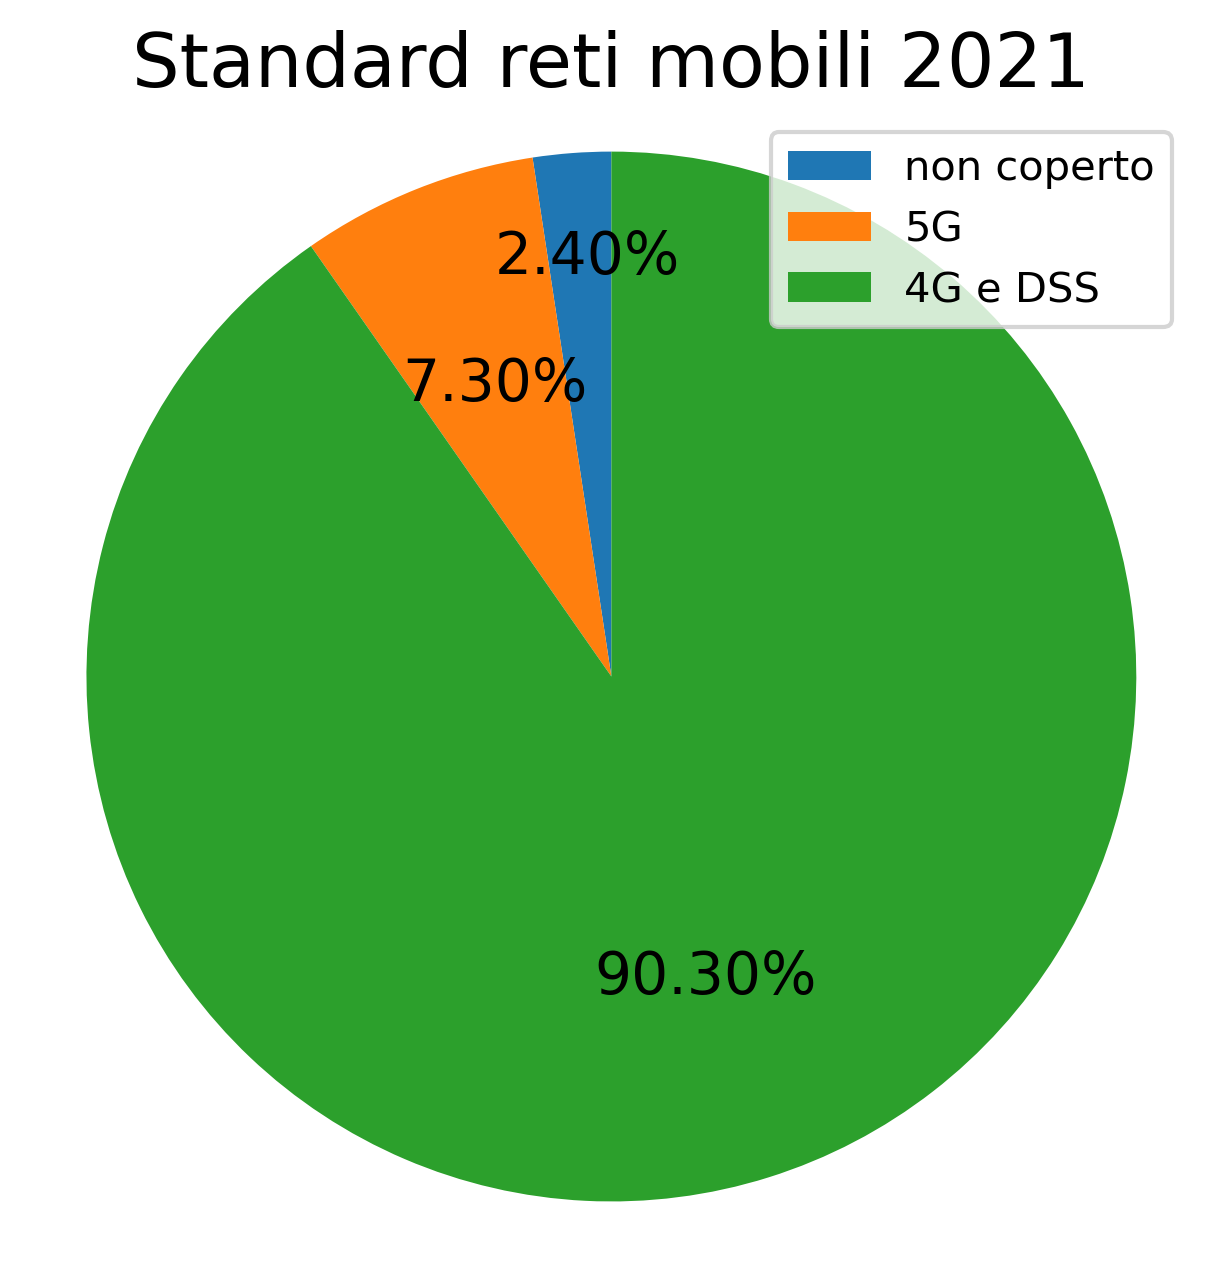 Standard reti mobili 2021
non coperto
5G
4G e DSS
2.40%
7.30%
90.30%